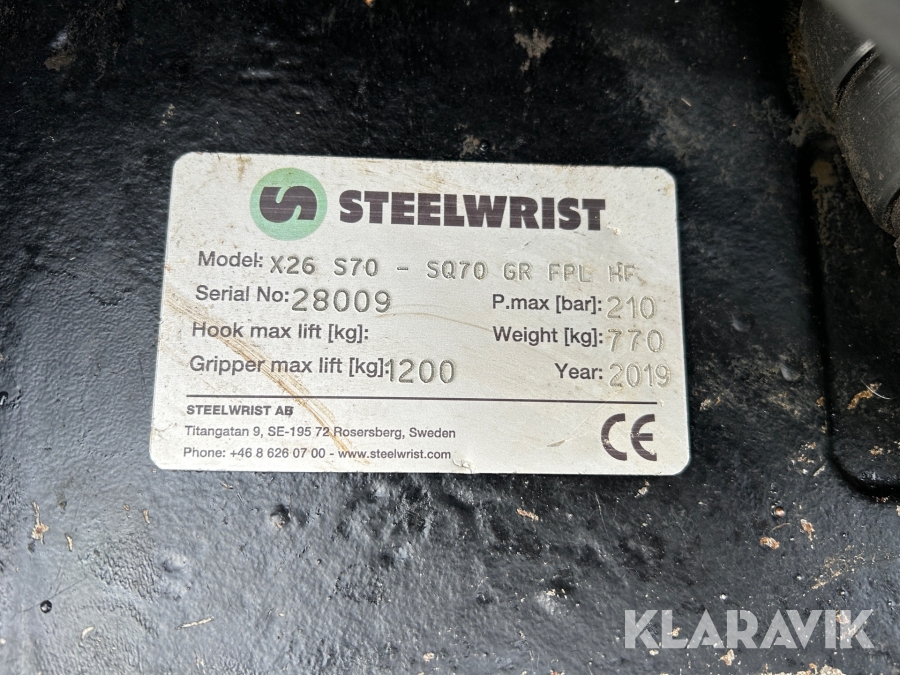 STEELWRIST
Model: X26 S70 - SQ70 GR FPL HF
Serial No: 28009 P.max [bar]: 210
Hook max lift [kg]: Weight [kg]: 770
Gripper max lift [kg]: 1200 Year: 2019
STEELWRIST AB
Titangatan 9, SE-195 72 Rosersberg, Sweden
Phone: +46 8 626 07 00 - www.steelwrist.com
CE
KLARAVIK